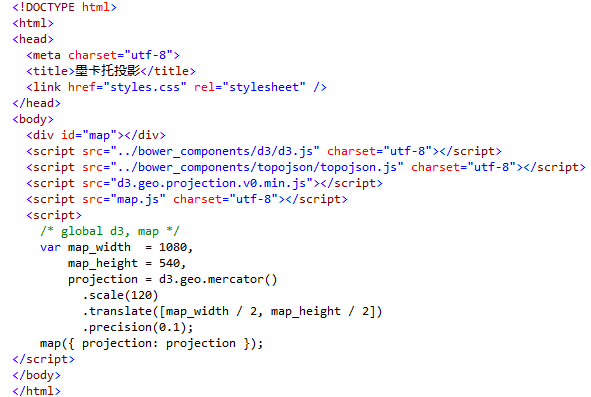 <!DOCTYPE html>
<html>
<head>
  <meta charset="utf-8">
  <title>墨卡托投影</title>
  <link href="styles.css" rel="stylesheet" />
</head>
<body>
  <div id="map"></div>
  <script src="../bower_components/d3/d3.js" charset="utf-8"></script>
  <script src="../bower_components/topojson/topojson.js" charset="utf-8"></script>
  <script src="d3.geo.projection.v0.min.js"></script>
  <script src="map.js" charset="utf-8"></script>
  <script>
    /* global d3, map */
    var map_width  = 1080,
        map_height = 540,
        projection = d3.geo.mercator()
          .scale(120)
          .translate([map_width / 2, map_height / 2])
          .precision(0.1);
    map({ projection: projection });
</script>
</body>
</html>